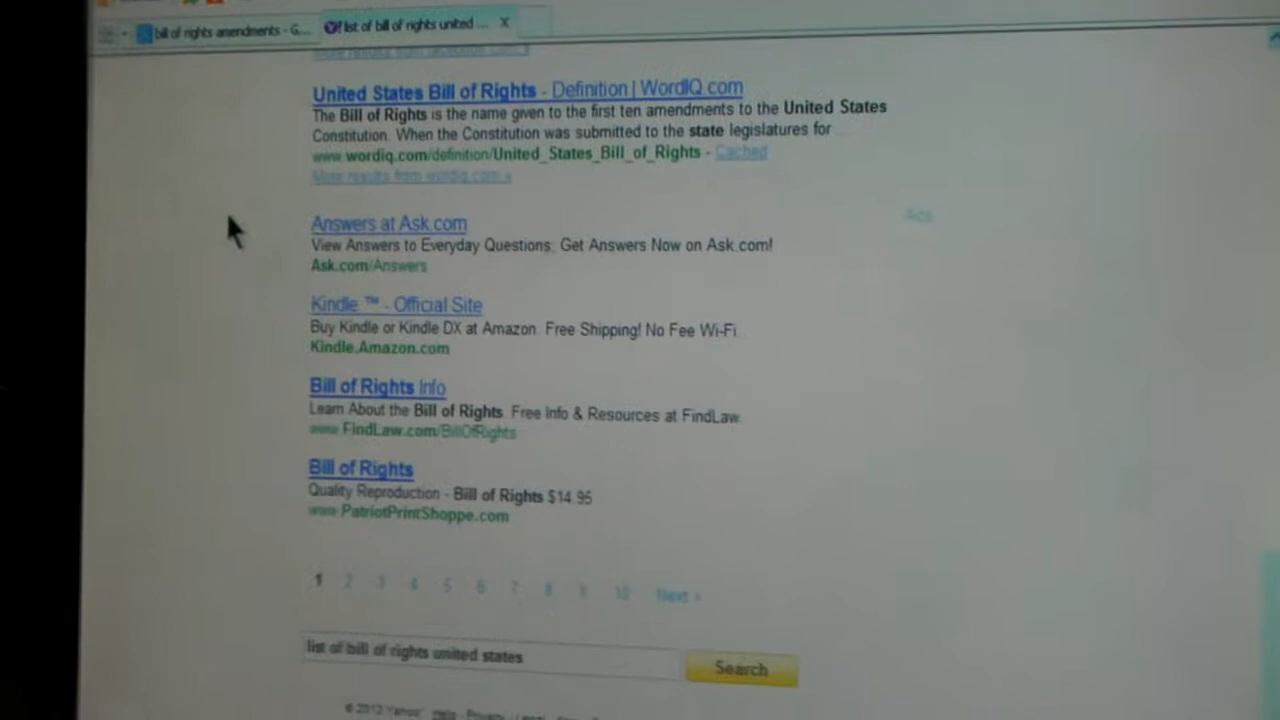 bill of rights amendments - G...
list of bill of rights united ...
United States Bill of Rights - Definition | WordIQ.com
The Bill of Rights is the name given to the first ten amendments to the United States
Constitution. When the Constitution was submitted to the state legislatures for
www.wordiq.com/definition/United_States_Bill_of_Rights - Cached
More results from wordiq.com »
Ads
Answers at Ask.com
View Answers to Everyday Questions. Get Answers Now on Ask.com!
Ask.com/Answers
Kindle ™ - Official Site
Buy Kindle or Kindle DX at Amazon. Free Shipping! No Fee Wi-Fi.
Kindle.Amazon.com
Bill of Rights Info
Learn About the Bill of Rights. Free Info & Resources at FindLaw.
www.FindLaw.com/BillOfRights
Bill of Rights
Quality Reproduction - Bill of Rights $14.95
www.PatriotPrintShoppe.com
1 2 3 4 5 6 7 8 9 10 Next >
list of bill of rights united states
Search
© 2012 Yahoo! Help - Privacy - Legal